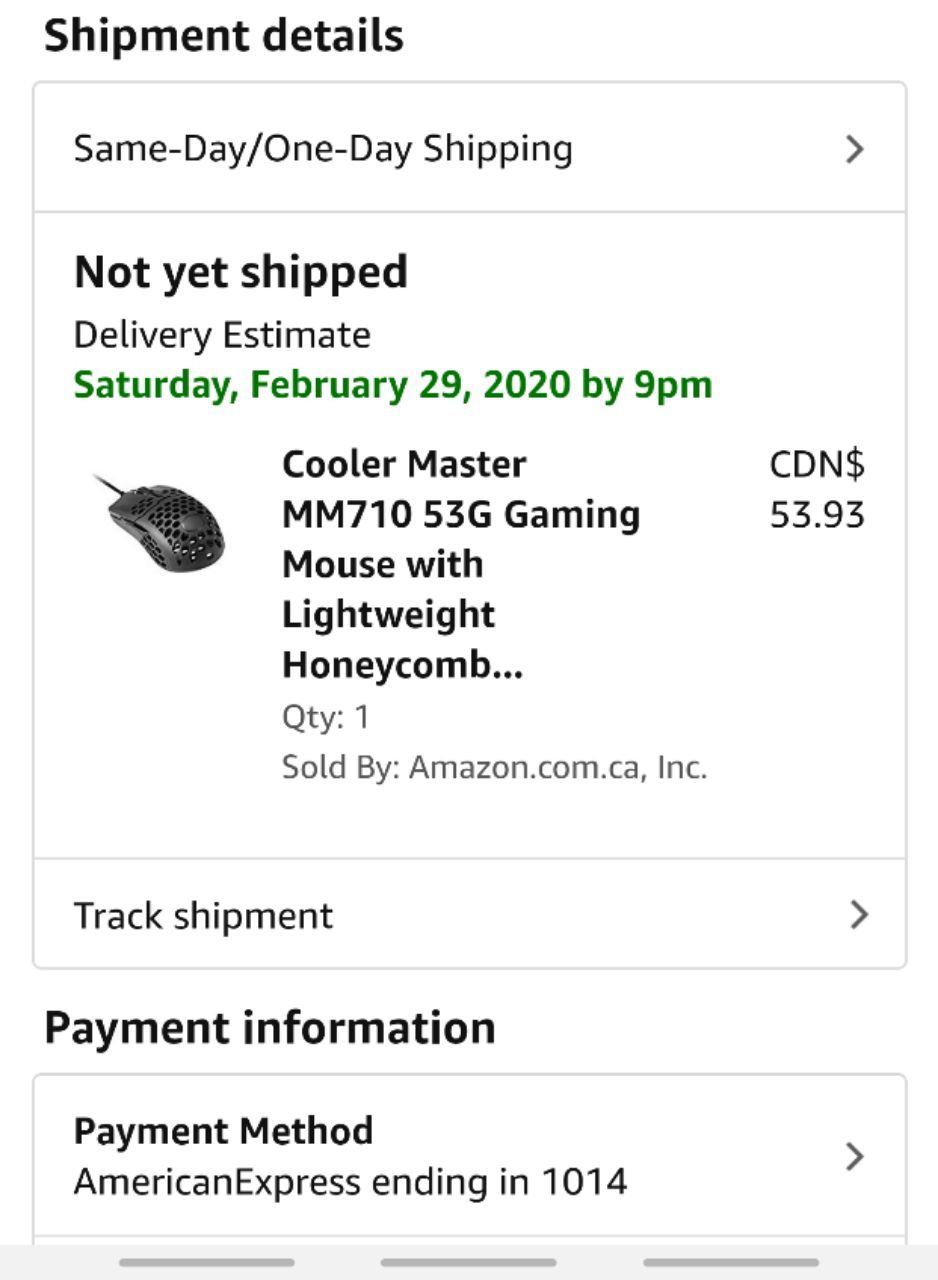 Shipment details
Same-Day/One-Day Shipping
Not yet shipped
Delivery Estimate
Saturday, February 29, 2020 by 9pm
Cooler Master CDN$
MM710 53G Gaming 53.93
Mouse with
Lightweight
Honeycomb...
Qty: 1
Sold By: Amazon.com.ca, Inc.
Track shipment
Payment information
Payment Method
AmericanExpress ending in 1014